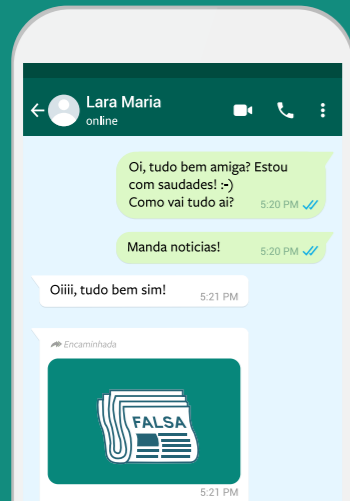 Lara Maria
online
Oi, tudo bem amiga? Estou
com saudades! :-)
Como vai tudo ai?
5:20 PM
Manda noticias!
5:20 PM
Oiiii, tudo bem sim!
5:21 PM
Encaminhada
FALSA
5:21 PM